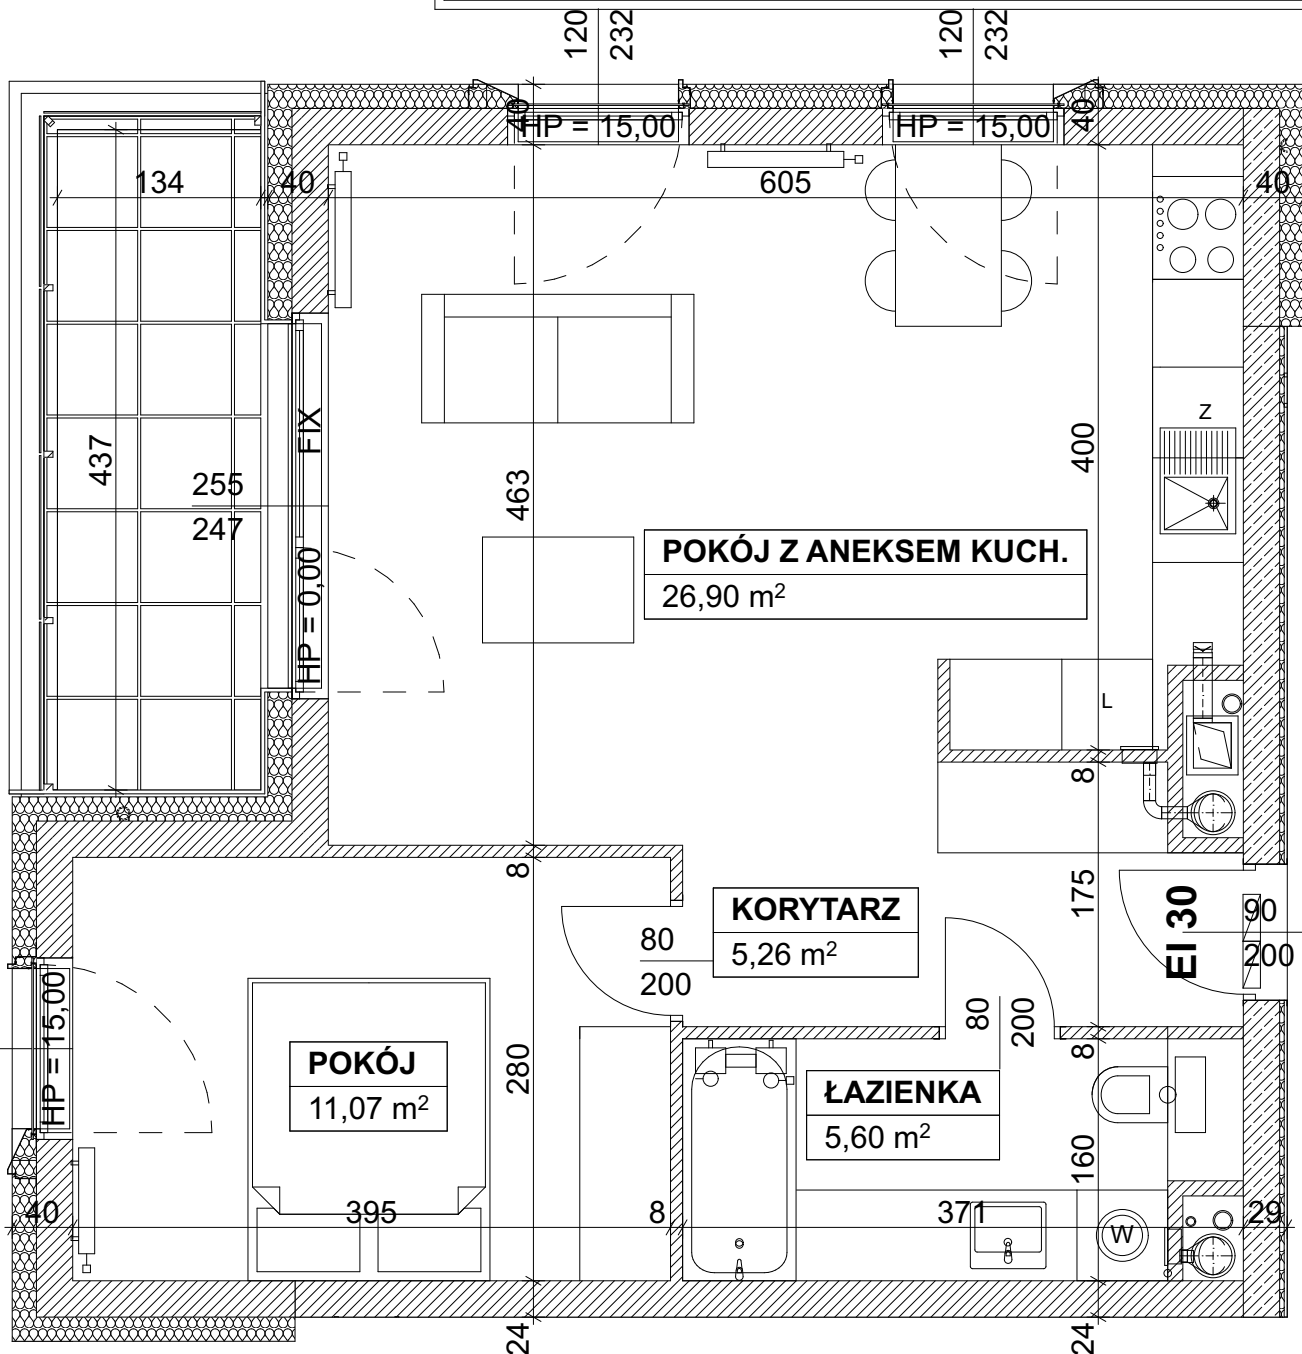 120
232
120
232
40
HP = 15,00
HP = 15,00
40
134
40
605
40
437
255
247
FIX
HP = 0,00
463
400
Z
POKÓJ Z ANEKSEM KUCH.
26,90 m²
L
8
8
175
KORYTARZ
5,26 m²
80
200
EI 30
90
200
80
200
HP = 15,00
POKÓJ
11,07 m²
280
8
ŁAZIENKA
5,60 m²
160
40
395
8
371
W
29
24
24